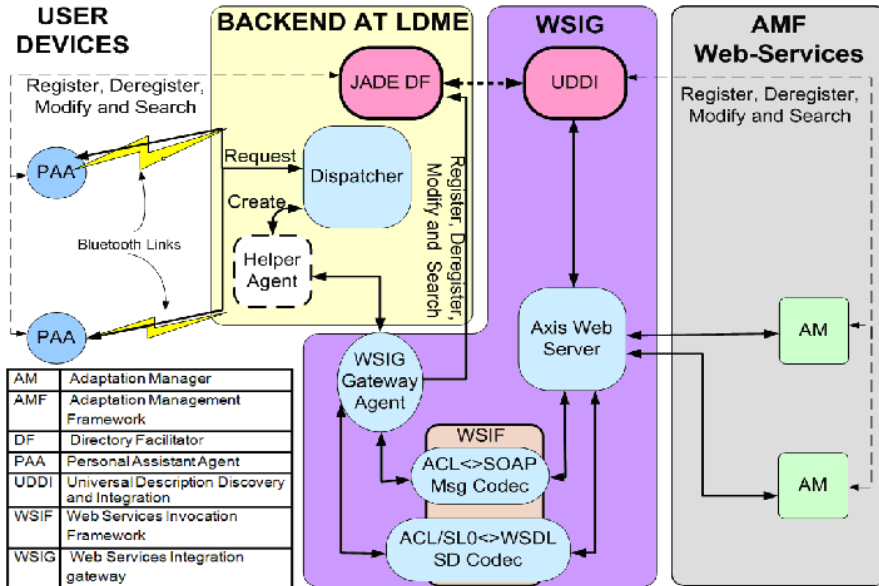 USER
DEVICES
BACKEND AT LDME
WSIG
AMF
Web-Services
Register, Deregister,
Modify and Search
JADE DF
UDDI
Register, Deregister,
Modify and Search
PAA
Request
Dispatcher
Create
Register, Deregister,
Modify and Search
Bluetooth Links
Helper
Agent
PAA
WSIG
Gateway
Agent
Axis Web
Server
AM
WSIF
ACL<>SOAP
Msg Codec
AM
ACL/SL0<>WSDL
SD Codec
AM Adaptation Manager
AMF Adaptation Management
Framework
DF Directory Facilitator
PAA Personal Assistant Agent
UDDI Universal Description Discovery
and Integration
WSIF Web Services Invocation
Framework
WSIG Web Services Integration
gateway